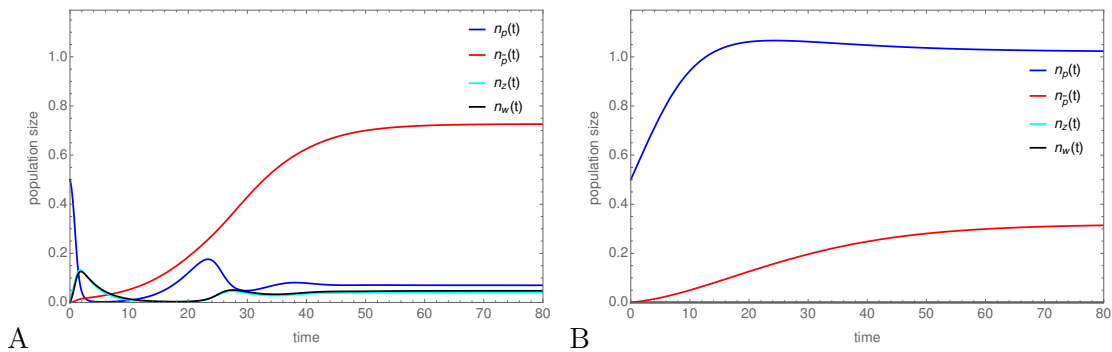 n_p(t)
n_p̃(t)
n_z(t)
n_w(t)
population size
1.0
0.8
0.6
0.4
0.2
0.0
0 10 20 30 40 50 60 70 80
time
A
n_p(t)
n_p̃(t)
n_z(t)
n_w(t)
population size
1.0
0.8
0.6
0.4
0.2
0.0
0 10 20 30 40 50 60 70 80
time
B